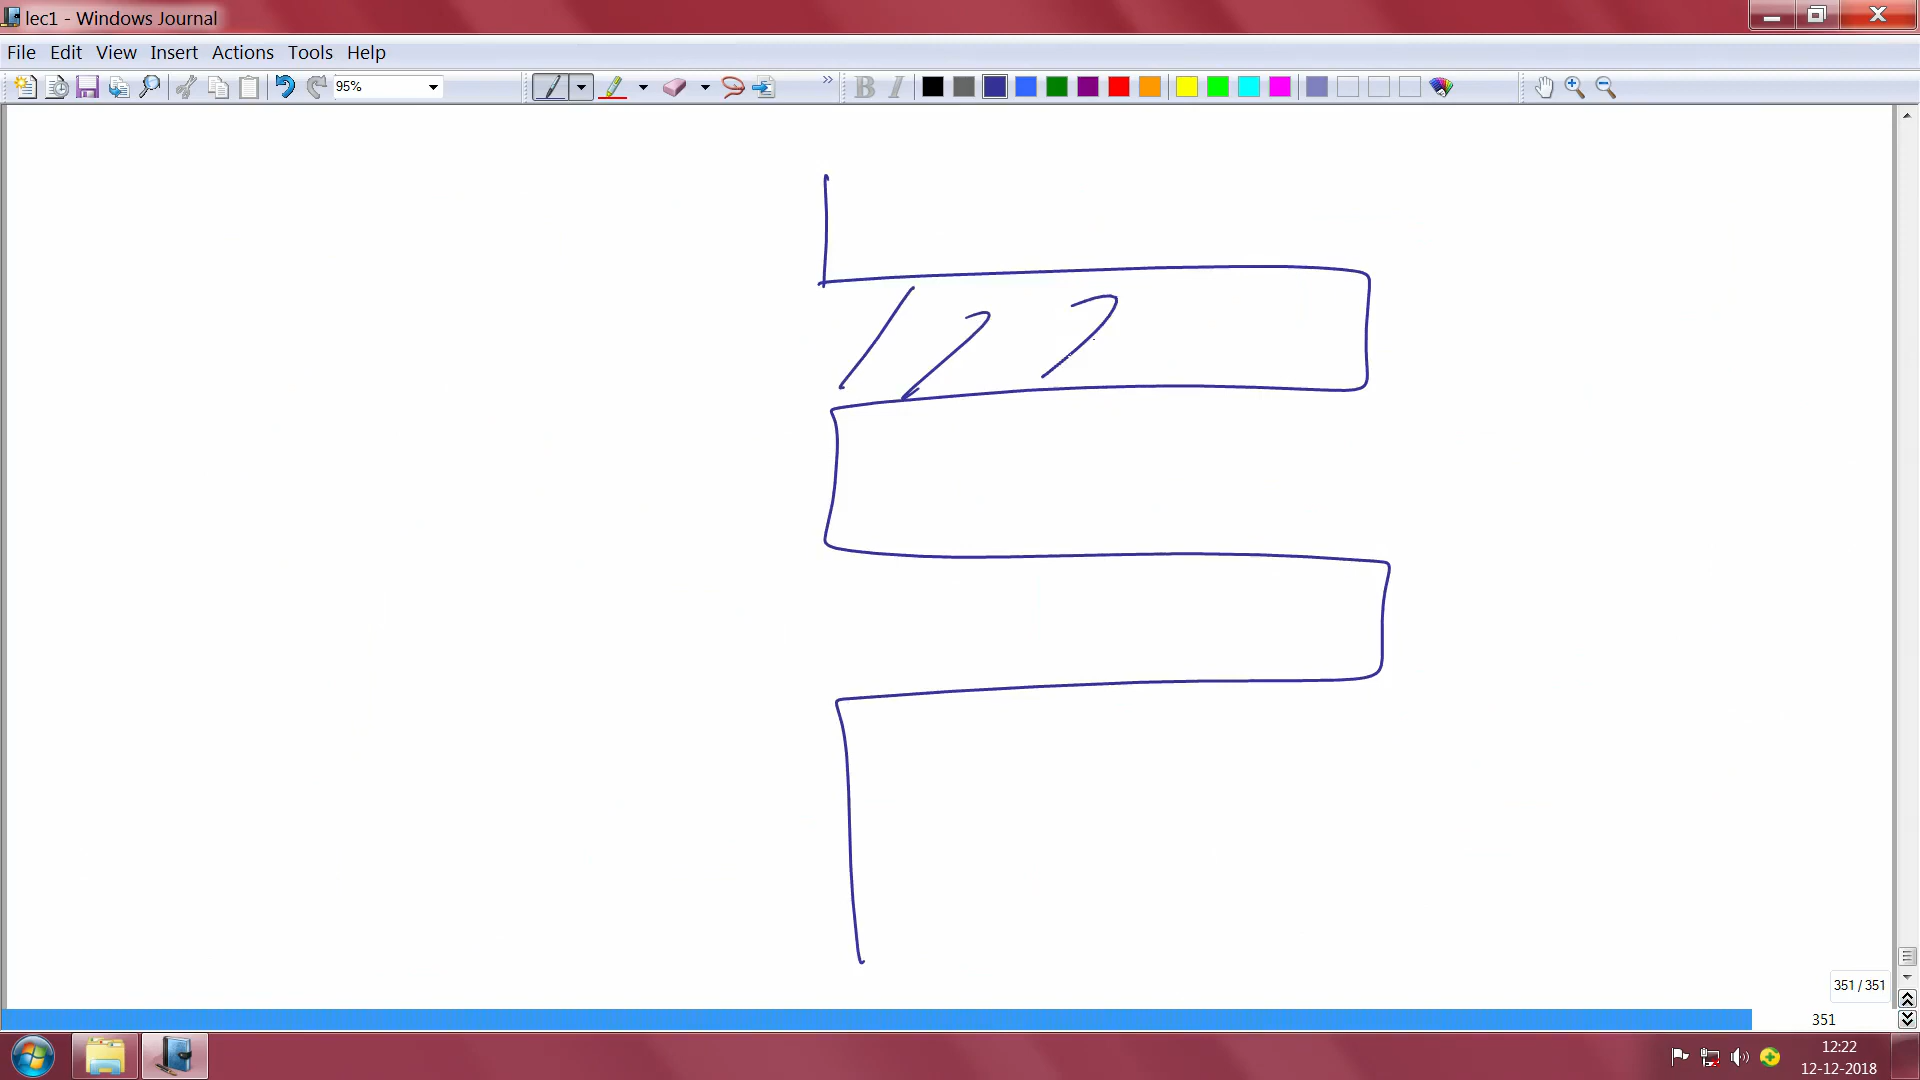 lec1 - Windows Journal
File Edit View Insert Actions Tools Help
95%
B I
351 / 351
351
12:22
12-12-2018